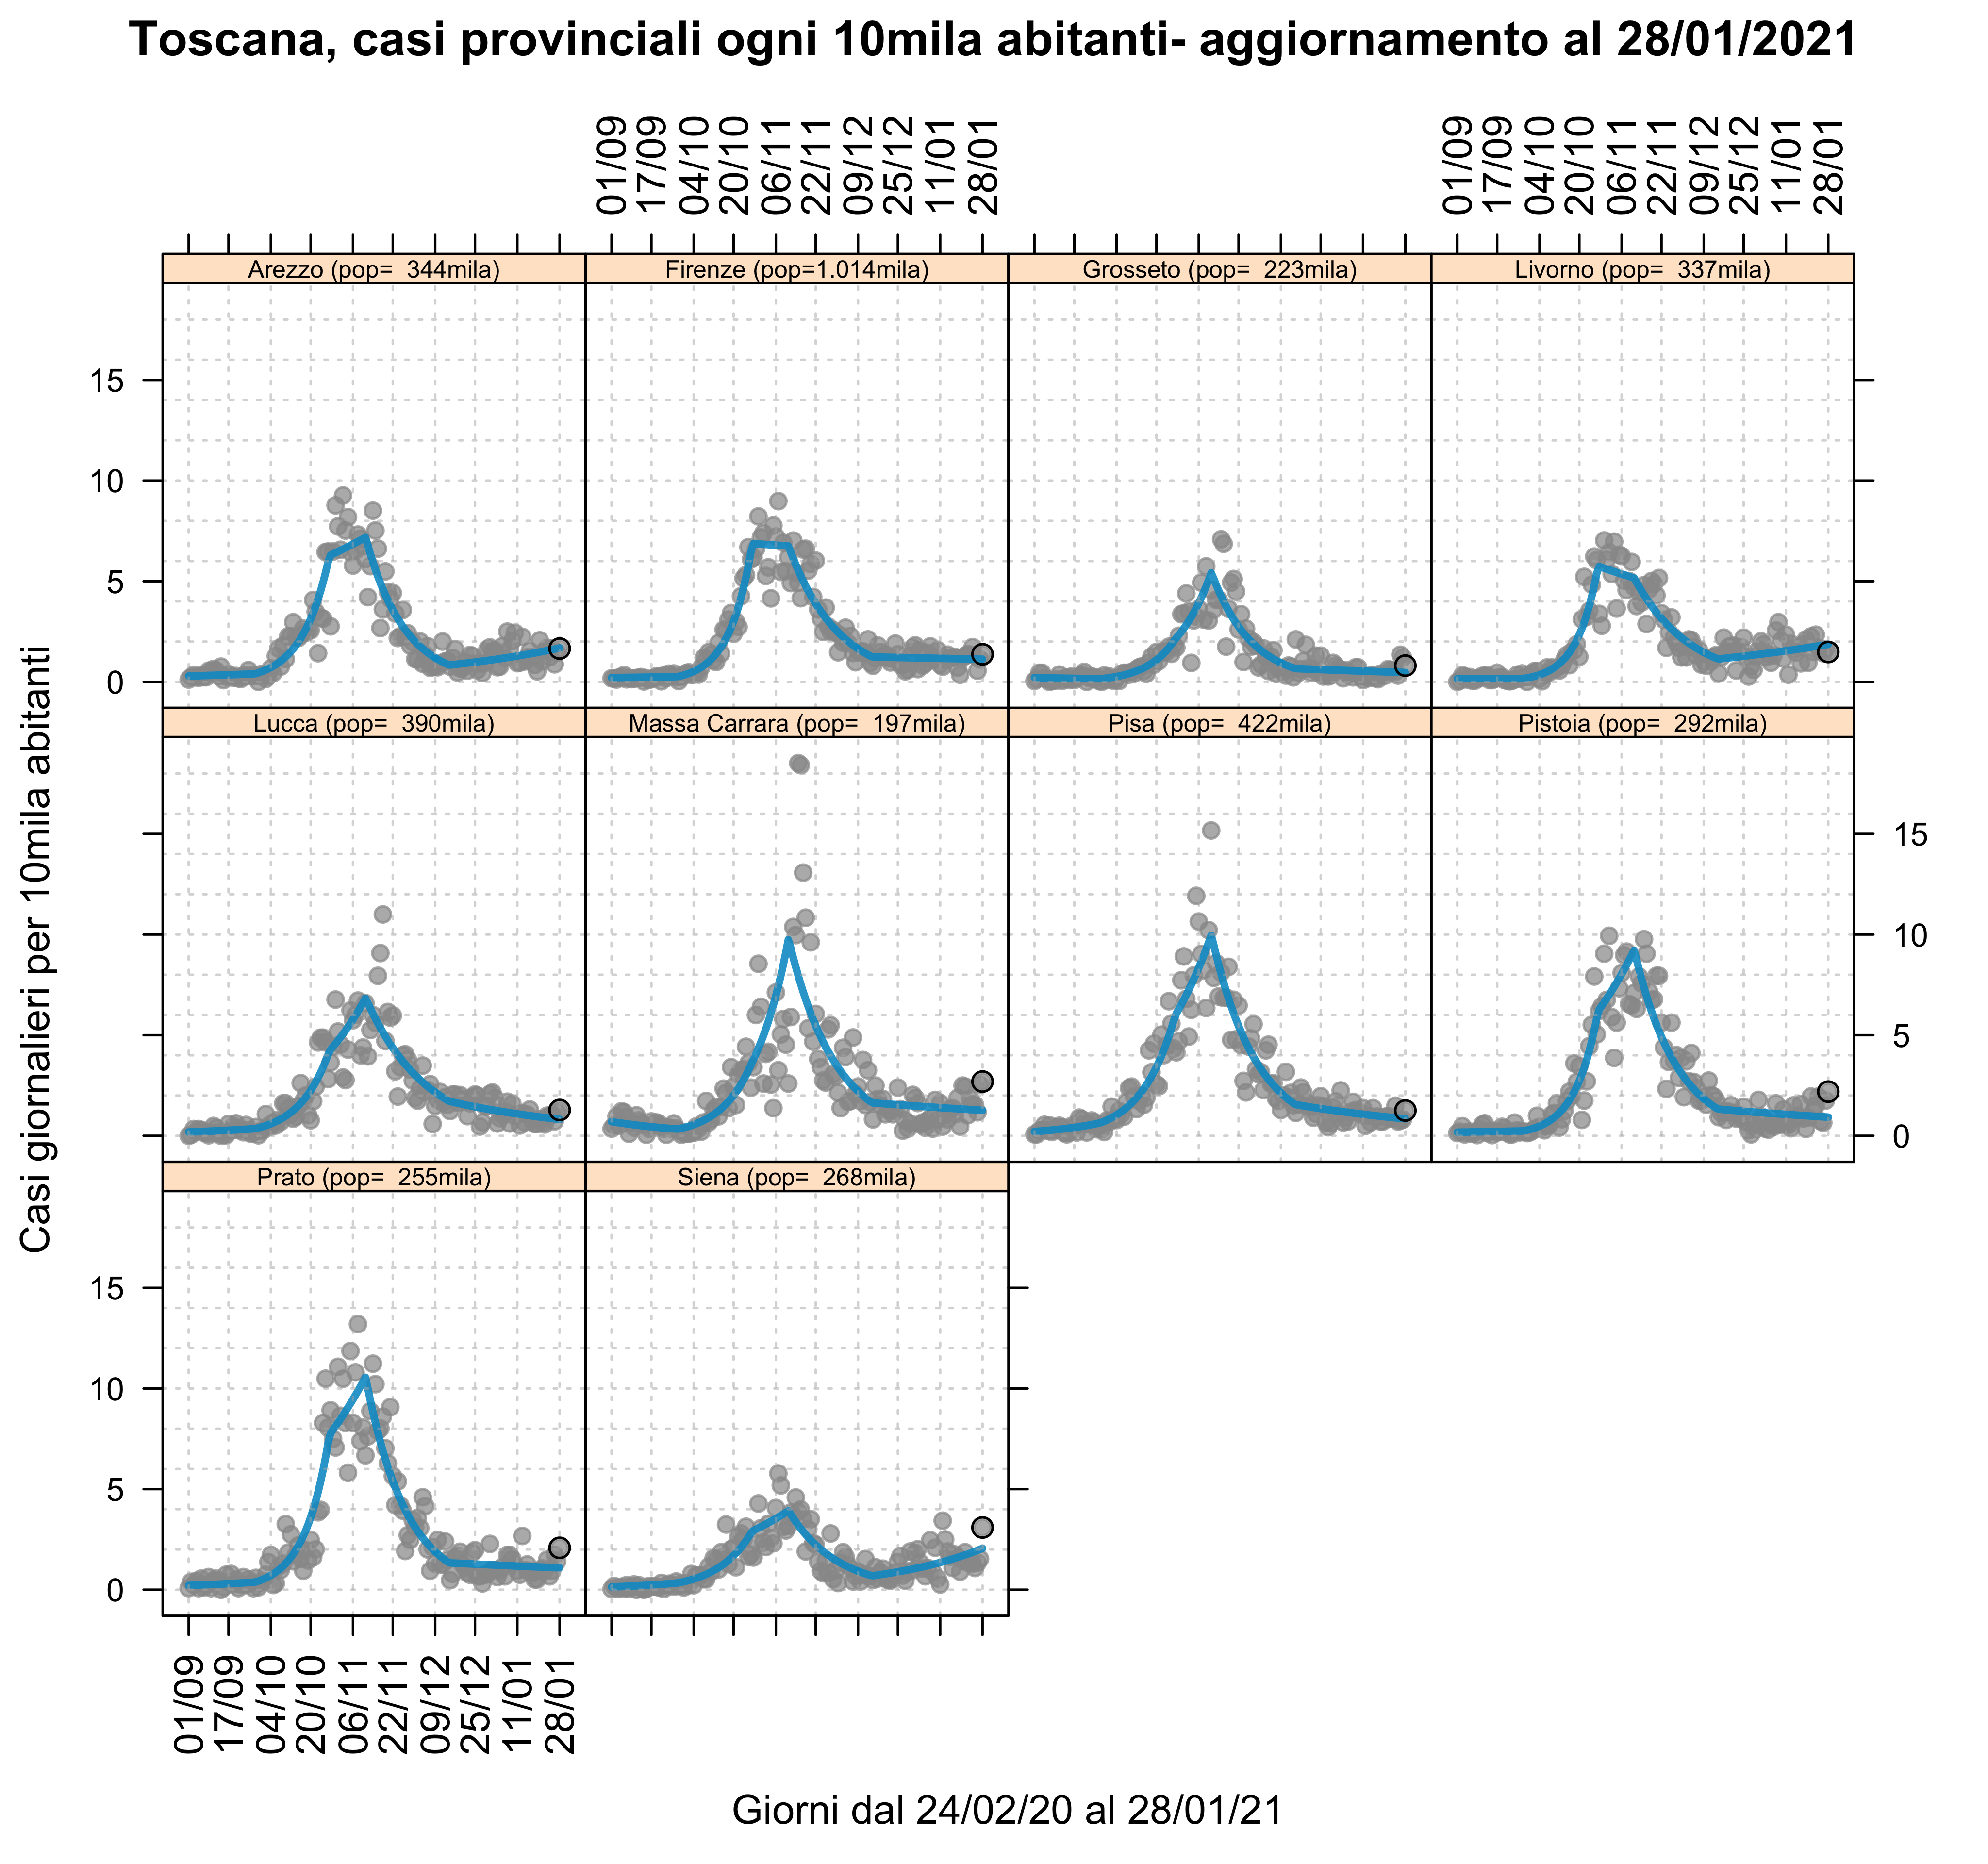 Toscana, casi provinciali ogni 10mila abitanti- aggiornamento al 28/01/2021
01/09 17/09 04/10 20/10 06/11 22/11 09/12 25/12 11/01 28/01
01/09 17/09 04/10 20/10 06/11 22/11 09/12 25/12 11/01 28/01
Arezzo (pop= 344mila)
Firenze (pop=1.014mila)
Grosseto (pop= 223mila)
Livorno (pop= 337mila)
15
10
5
0
Casi giornalieri per 10mila abitanti
Lucca (pop= 390mila)
Massa Carrara (pop= 197mila)
Pisa (pop= 422mila)
Pistoia (pop= 292mila)
15
10
5
0
Prato (pop= 255mila)
Siena (pop= 268mila)
15
10
5
0
01/09 17/09 04/10 20/10 06/11 22/11 09/12 25/12 11/01 28/01
Giorni dal 24/02/20 al 28/01/21